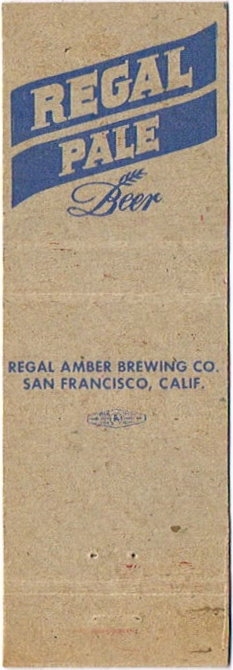 REGAL
PALE
Beer
REGAL AMBER BREWING CO.
SAN FRANCISCO, CALIF.